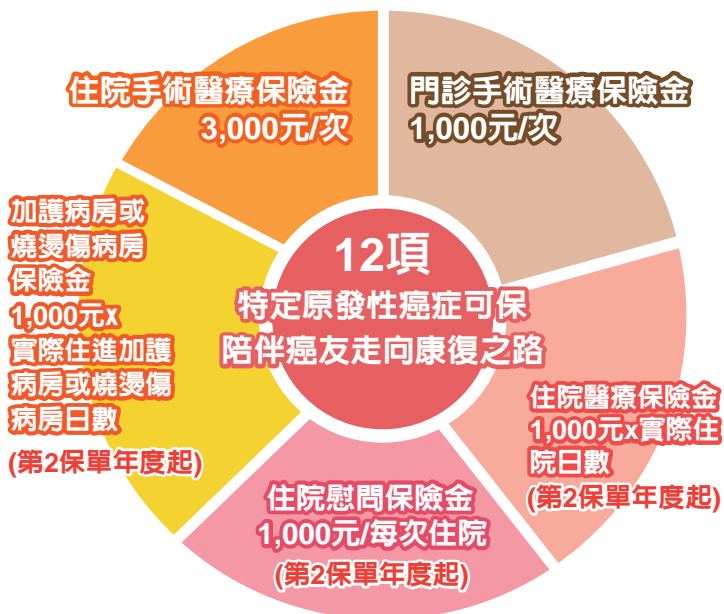 住院手術醫療保險金
3,000元/次
門診手術醫療保險金
1,000元/次
加護病房或
燒燙傷病房
保險金
1,000元x
實際住進加護
病房或燒燙傷
病房日數
(第2保單年度起)
12項
特定原發性癌症可保
陪伴癌友走向康復之路
住院醫療保險金
1,000元x實際住
院日數
(第2保單年度起)
住院慰問保險金
1,000元/每次住院
(第2保單年度起)